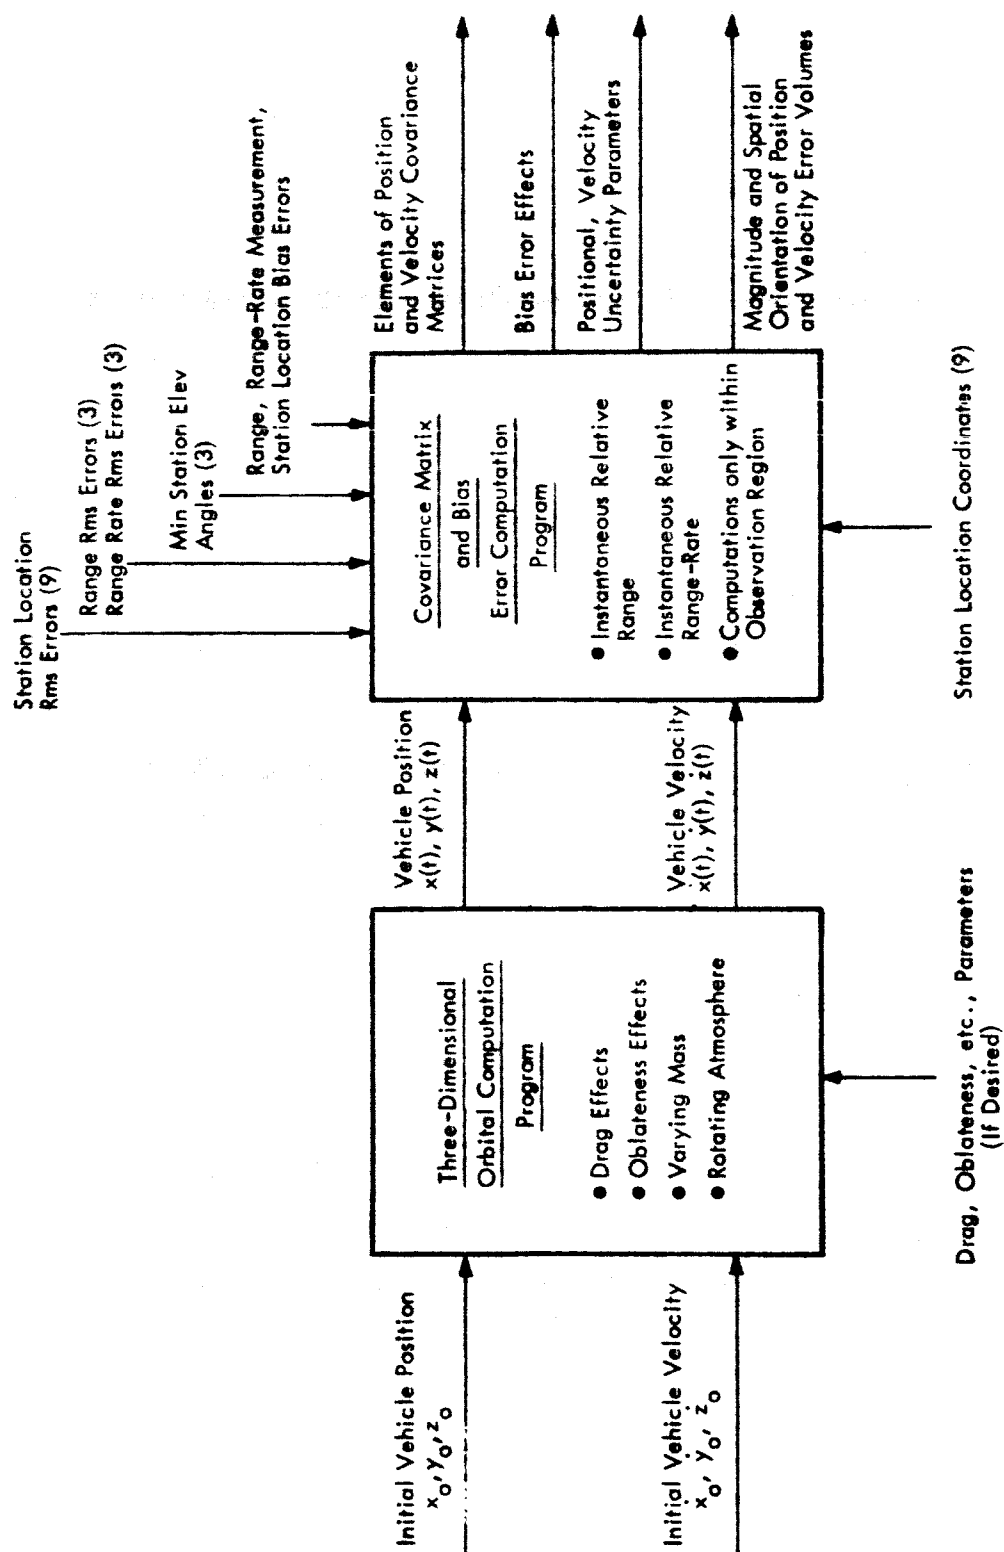 Initial Vehicle Position
x₀, y₀, z₀
Initial Vehicle Velocity
ẋ₀, ẏ₀, ż₀
Three-Dimensional
Orbital Computation
Program
● Drag Effects
● Oblateness Effects
● Varying Mass
● Rotating Atmosphere
Drag, Oblateness, etc., Parameters
(If Desired)
Vehicle Position
x(t), y(t), z(t)
Vehicle Velocity
ẋ(t), ẏ(t), ż(t)
Station Location
Rms Errors (9)
Range Rms Errors (3)
Range Rate Rms Errors (3)
Min Station Elev
Angles (3)
Range, Range-Rate Measurement,
Station Location Bias Errors
Covariance Matrix
and Bias
Error Computation
Program
● Instantaneous Relative
Range
● Instantaneous Relative
Range-Rate
● Computations only within
Observation Region
Station Location Coordinates (9)
Elements of Position
and Velocity Covariance
Matrices
Bias Error Effects
Positional, Velocity
Uncertainty Parameters
Magnitude and Spatial
Orientation of Position
and Velocity Error Volumes